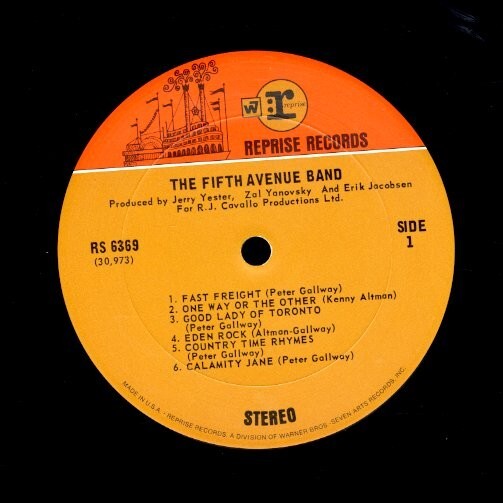 W r reprise
REPRISE RECORDS
THE FIFTH AVENUE BAND
Produced by Jerry Yester, Zal Yanovsky And Erik Jacobsen
For R.J. Cavallo Productions Ltd.
RS 6369
(30,973)
SIDE
1
1. FAST FREIGHT (Peter Gallway)
2. ONE WAY OR THE OTHER (Kenny Altman)
3. GOOD LADY OF TORONTO
(Peter Gallway)
4. EDEN ROCK (Altman-Gallway)
5. COUNTRY TIME RHYMES
(Peter Gallway)
6. CALAMITY JANE (Peter Gallway)
STEREO
MADE IN U.S.A. - REPRISE RECORDS, A DIVISION OF WARNER BROS.-SEVEN ARTS RECORDS, INC.